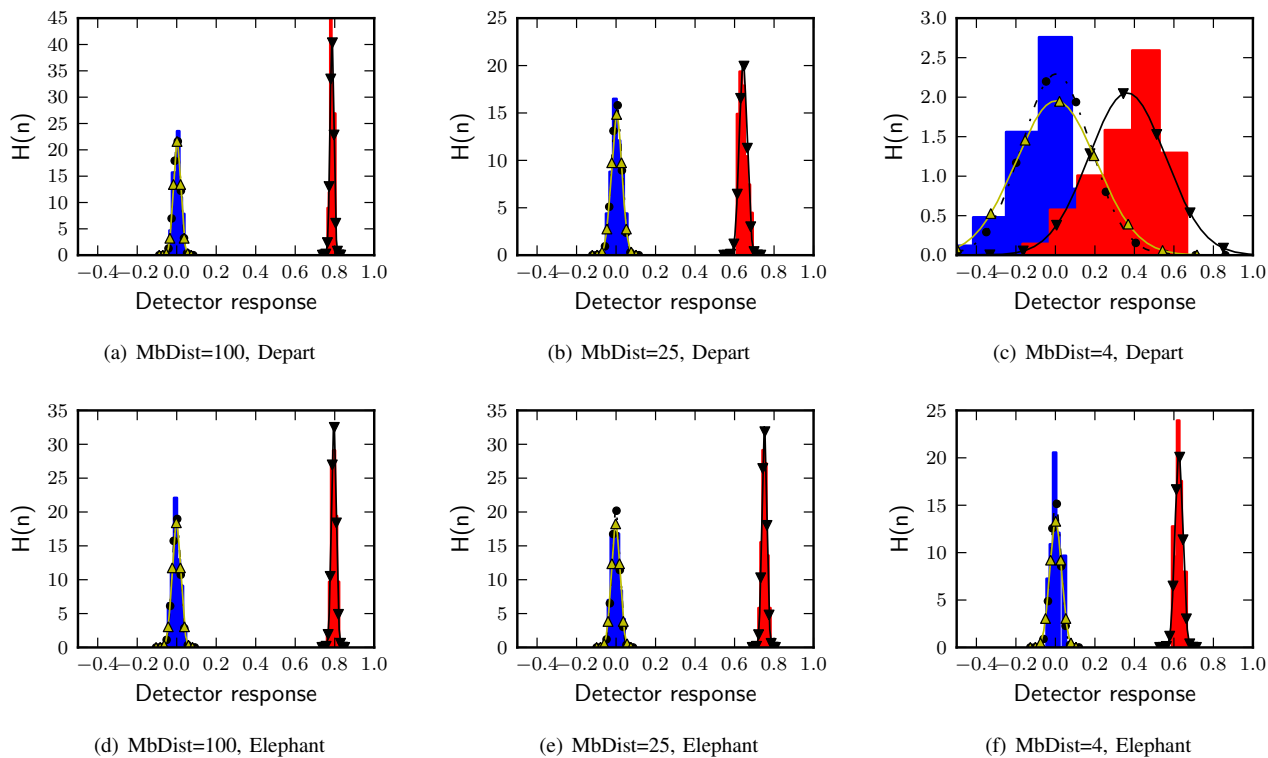 H(n)
45
40
35
30
25
20
15
10
5
0
−0.4−0.2 0.0 0.2 0.4 0.6 0.8 1.0
Detector response
(a) MbDist=100, Depart
H(n)
25
20
15
10
5
0
−0.4−0.2 0.0 0.2 0.4 0.6 0.8 1.0
Detector response
(b) MbDist=25, Depart
H(n)
3.0
2.5
2.0
1.5
1.0
0.5
0.0
−0.4−0.2 0.0 0.2 0.4 0.6 0.8 1.0
Detector response
(c) MbDist=4, Depart
H(n)
35
30
25
20
15
10
5
0
−0.4−0.2 0.0 0.2 0.4 0.6 0.8 1.0
Detector response
(d) MbDist=100, Elephant
H(n)
35
30
25
20
15
10
5
0
−0.4−0.2 0.0 0.2 0.4 0.6 0.8 1.0
Detector response
(e) MbDist=25, Elephant
H(n)
25
20
15
10
5
0
−0.4−0.2 0.0 0.2 0.4 0.6 0.8 1.0
Detector response
(f) MbDist=4, Elephant